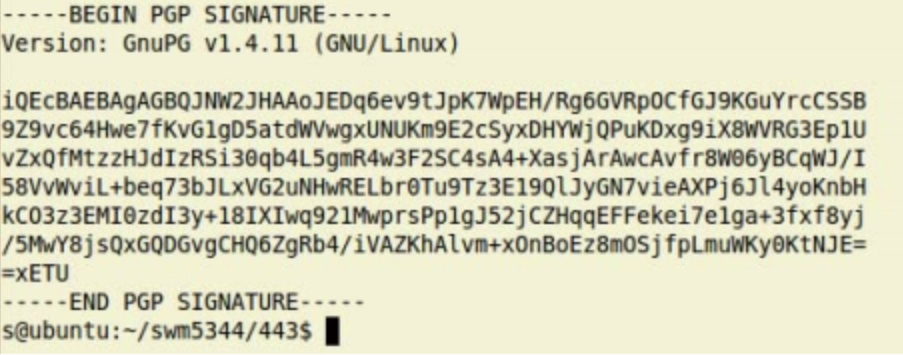 -----BEGIN PGP SIGNATURE-----
Version: GnuPG v1.4.11 (GNU/Linux)

iQEcBAEBAgAGBQJNW2JHAAoJEDq6ev9tJpK7WpEH/Rg6GVRpOCfGJ9KGuYrcCSSB
9Z9vc64Hwe7fKvG1gD5atdWVwgxUNUKm9E2cSyxDHYWjQPuKDxg9iX8WVRG3Ep1U
vZxQfMtzzHJdIzRSi30qb4L5gmR4w3F2SC4sA4+XasjArAwcAvfr8W06yBCqWJ/I
58VvWviL+beq73bJLxVG2uNHwRELbr0Tu9Tz3E19QlJyGN7vieAXPj6Jl4yoKnbH
kCO3z3EMI0zdI3y+18IXIwq921MwprsPp1gJ52jCZHqqEFFekei7e1ga+3fxf8yj
/5MwY8jsQxGQDGvgCHQ6ZgRb4/iVAZKhAlvm+xOnBoEz8mOSjfpLmuWKy0KtNJE=
=xETU
-----END PGP SIGNATURE-----
s@ubuntu:~/swm5344/443$